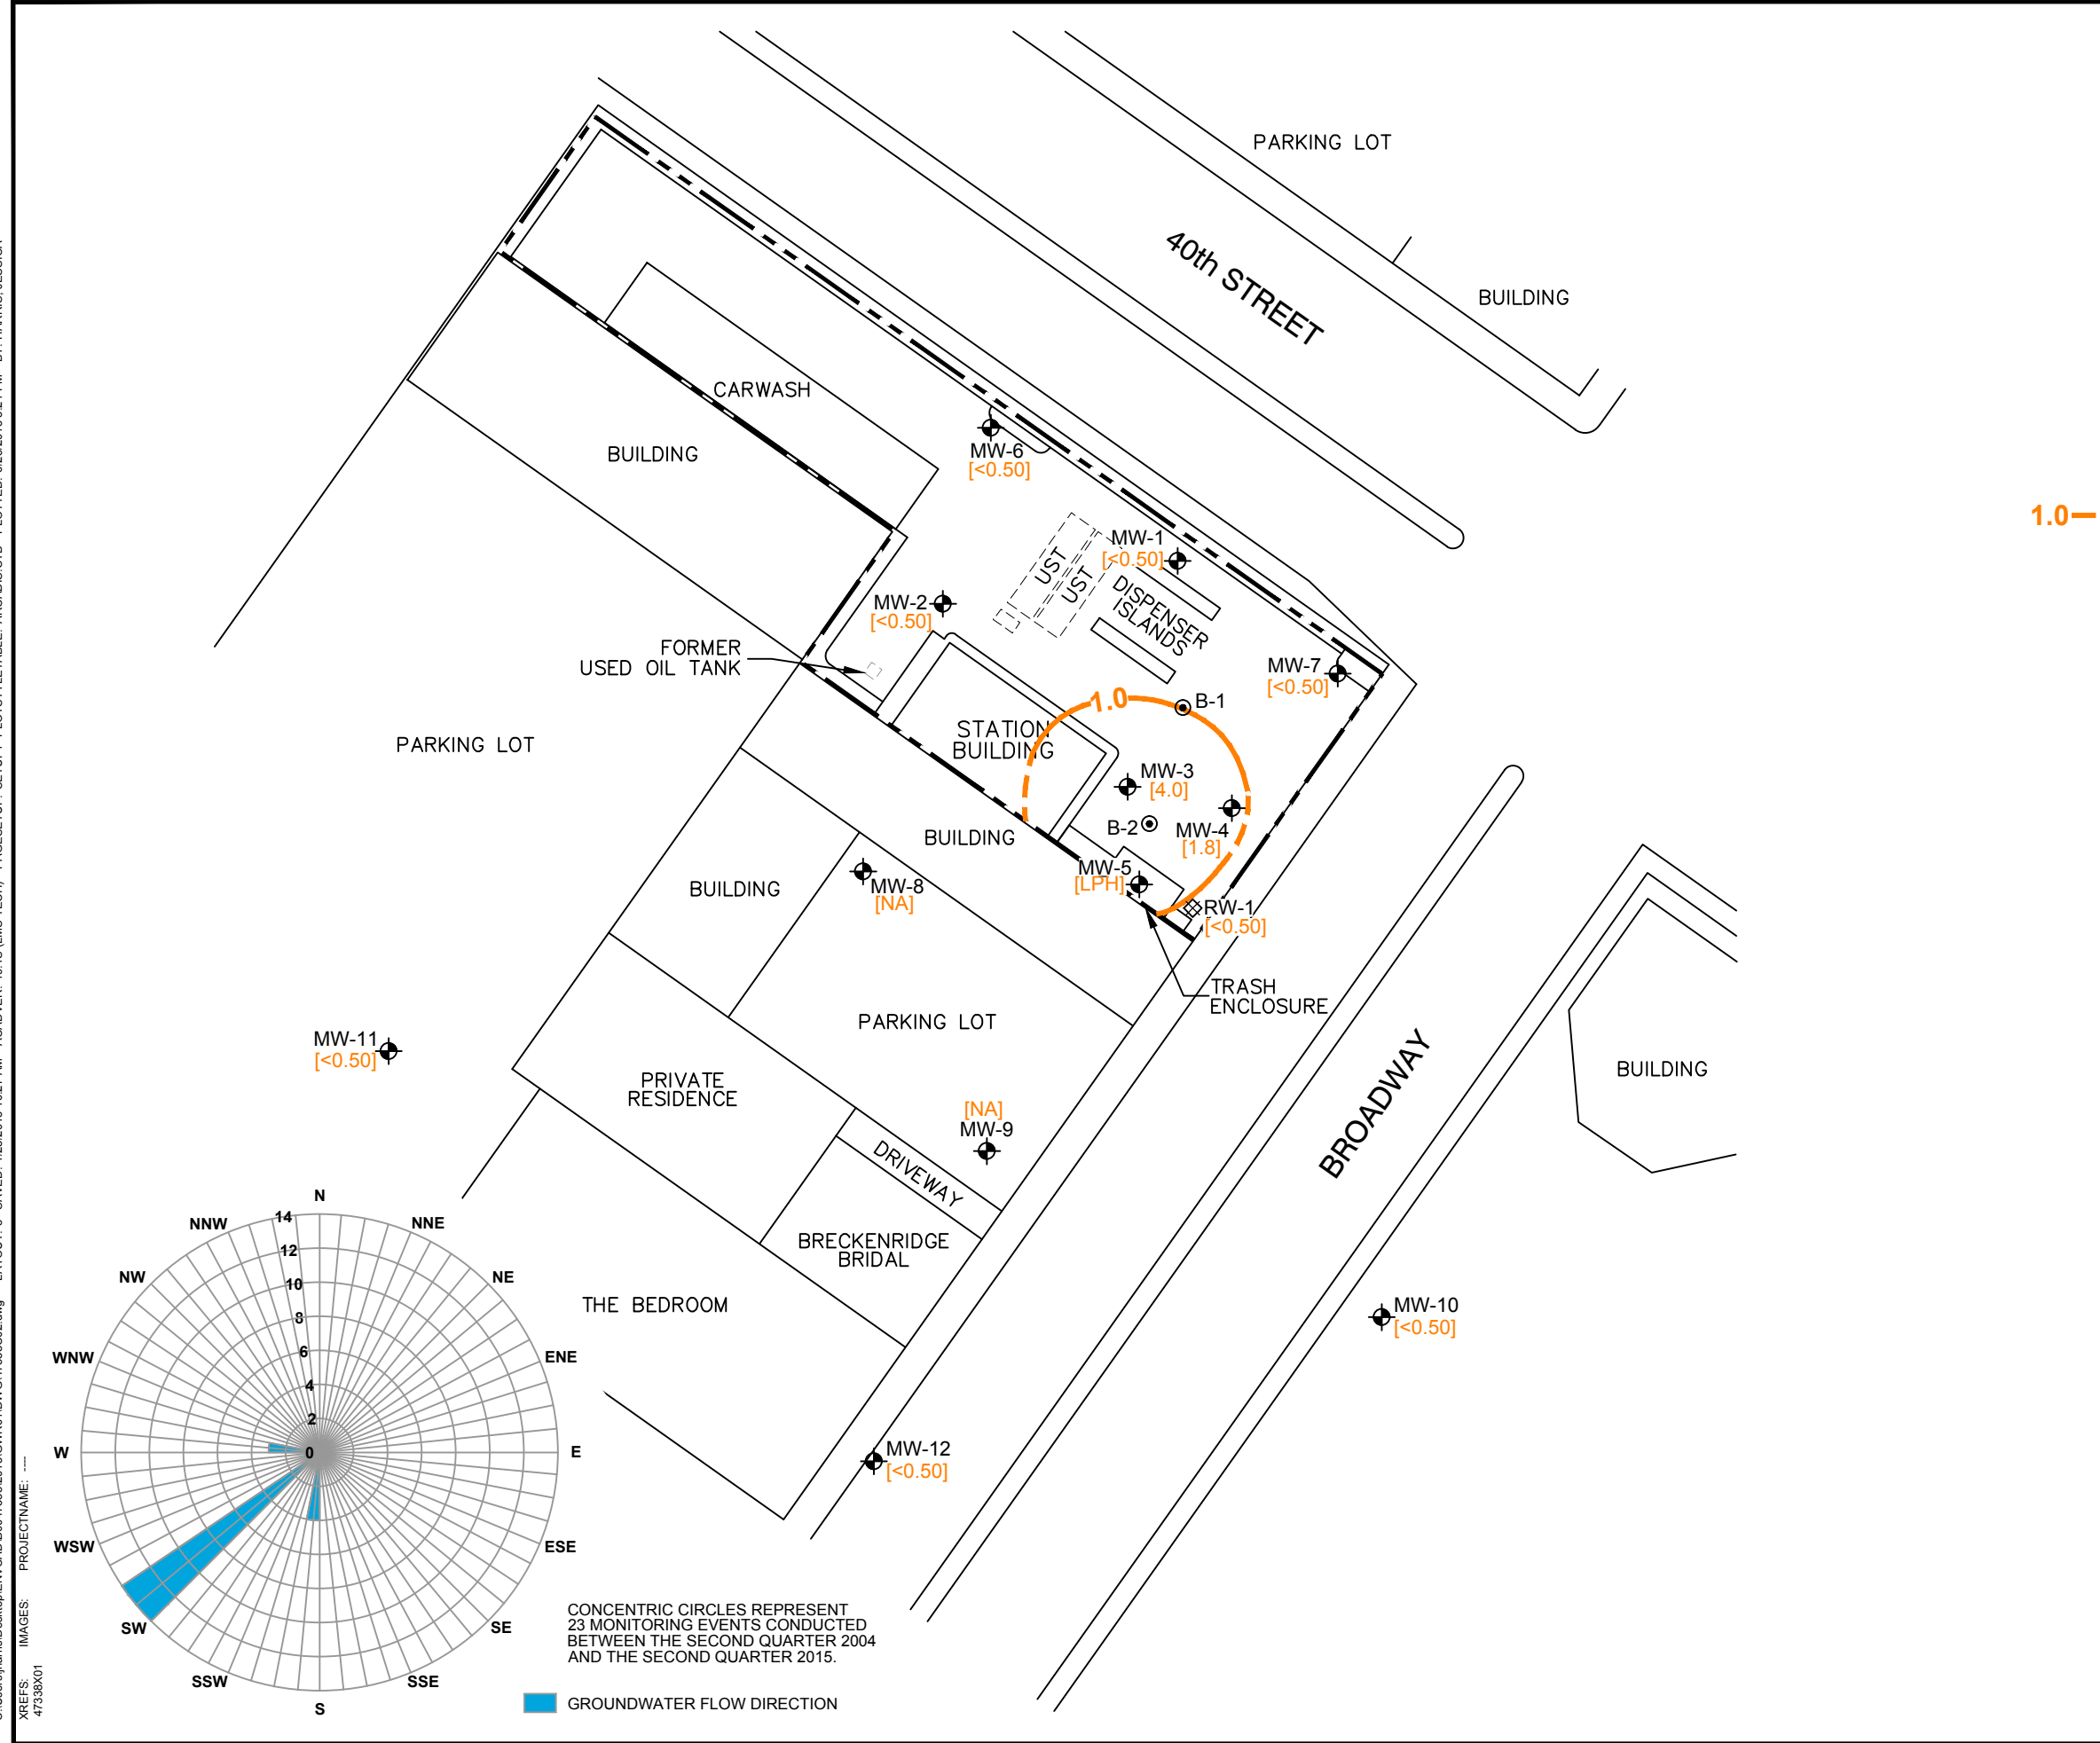 PARKING LOT
40th STREET
BUILDING
CARWASH
BUILDING
MW-6
[<0.50]
1.0
MW-1
[<0.50]
UST
UST
DISPENSER
ISLANDS
MW-2
[<0.50]
FORMER
USED OIL TANK
MW-7
[<0.50]
1.0
B-1
STATION
BUILDING
PARKING LOT
MW-3
[4.0]
B-2
MW-4
[1.8]
BUILDING
MW-5
[LPH]
BUILDING
MW-8
[NA]
RW-1
[<0.50]
TRASH
ENCLOSURE
PARKING LOT
MW-11
[<0.50]
BROADWAY
BUILDING
PRIVATE
RESIDENCE
[NA]
MW-9
DRIVEWAY
BRECKENRIDGE
BRIDAL
THE BEDROOM
MW-10
[<0.50]
MW-12
[<0.50]
N
NNE
NE
ENE
E
ESE
SE
SSE
S
SSW
SW
WSW
W
WNW
NW
NNW
14
12
10
8
6
4
2
0
CONCENTRIC CIRCLES REPRESENT
23 MONITORING EVENTS CONDUCTED
BETWEEN THE SECOND QUARTER 2004
AND THE SECOND QUARTER 2015.
GROUNDWATER FLOW DIRECTION
XREFS: IMAGES: PROJECTNAME: ----
47338X01